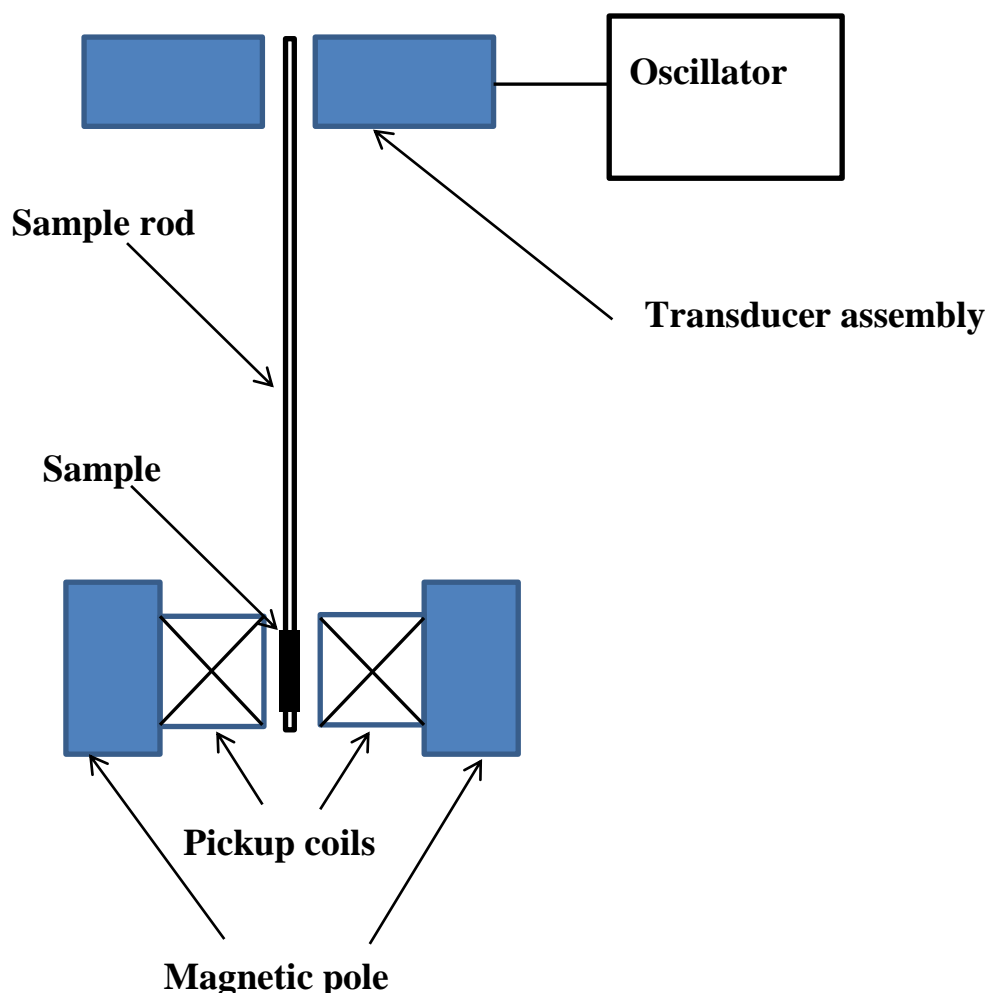 Oscillator
Sample rod
Transducer assembly
Sample
Pickup coils
Magnetic pole